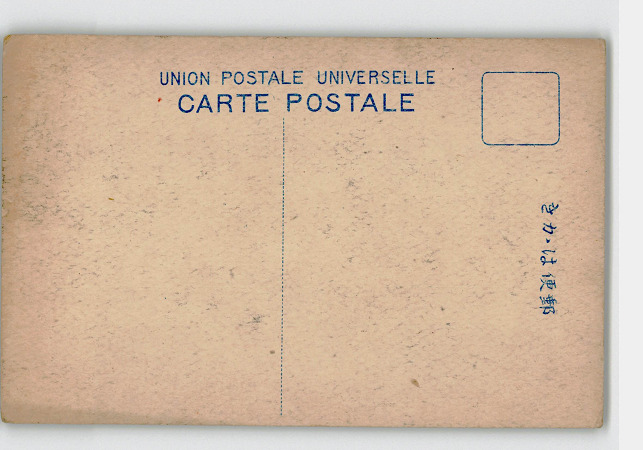 UNION POSTALE UNIVERSELLE
CARTE POSTALE
きかは便郵